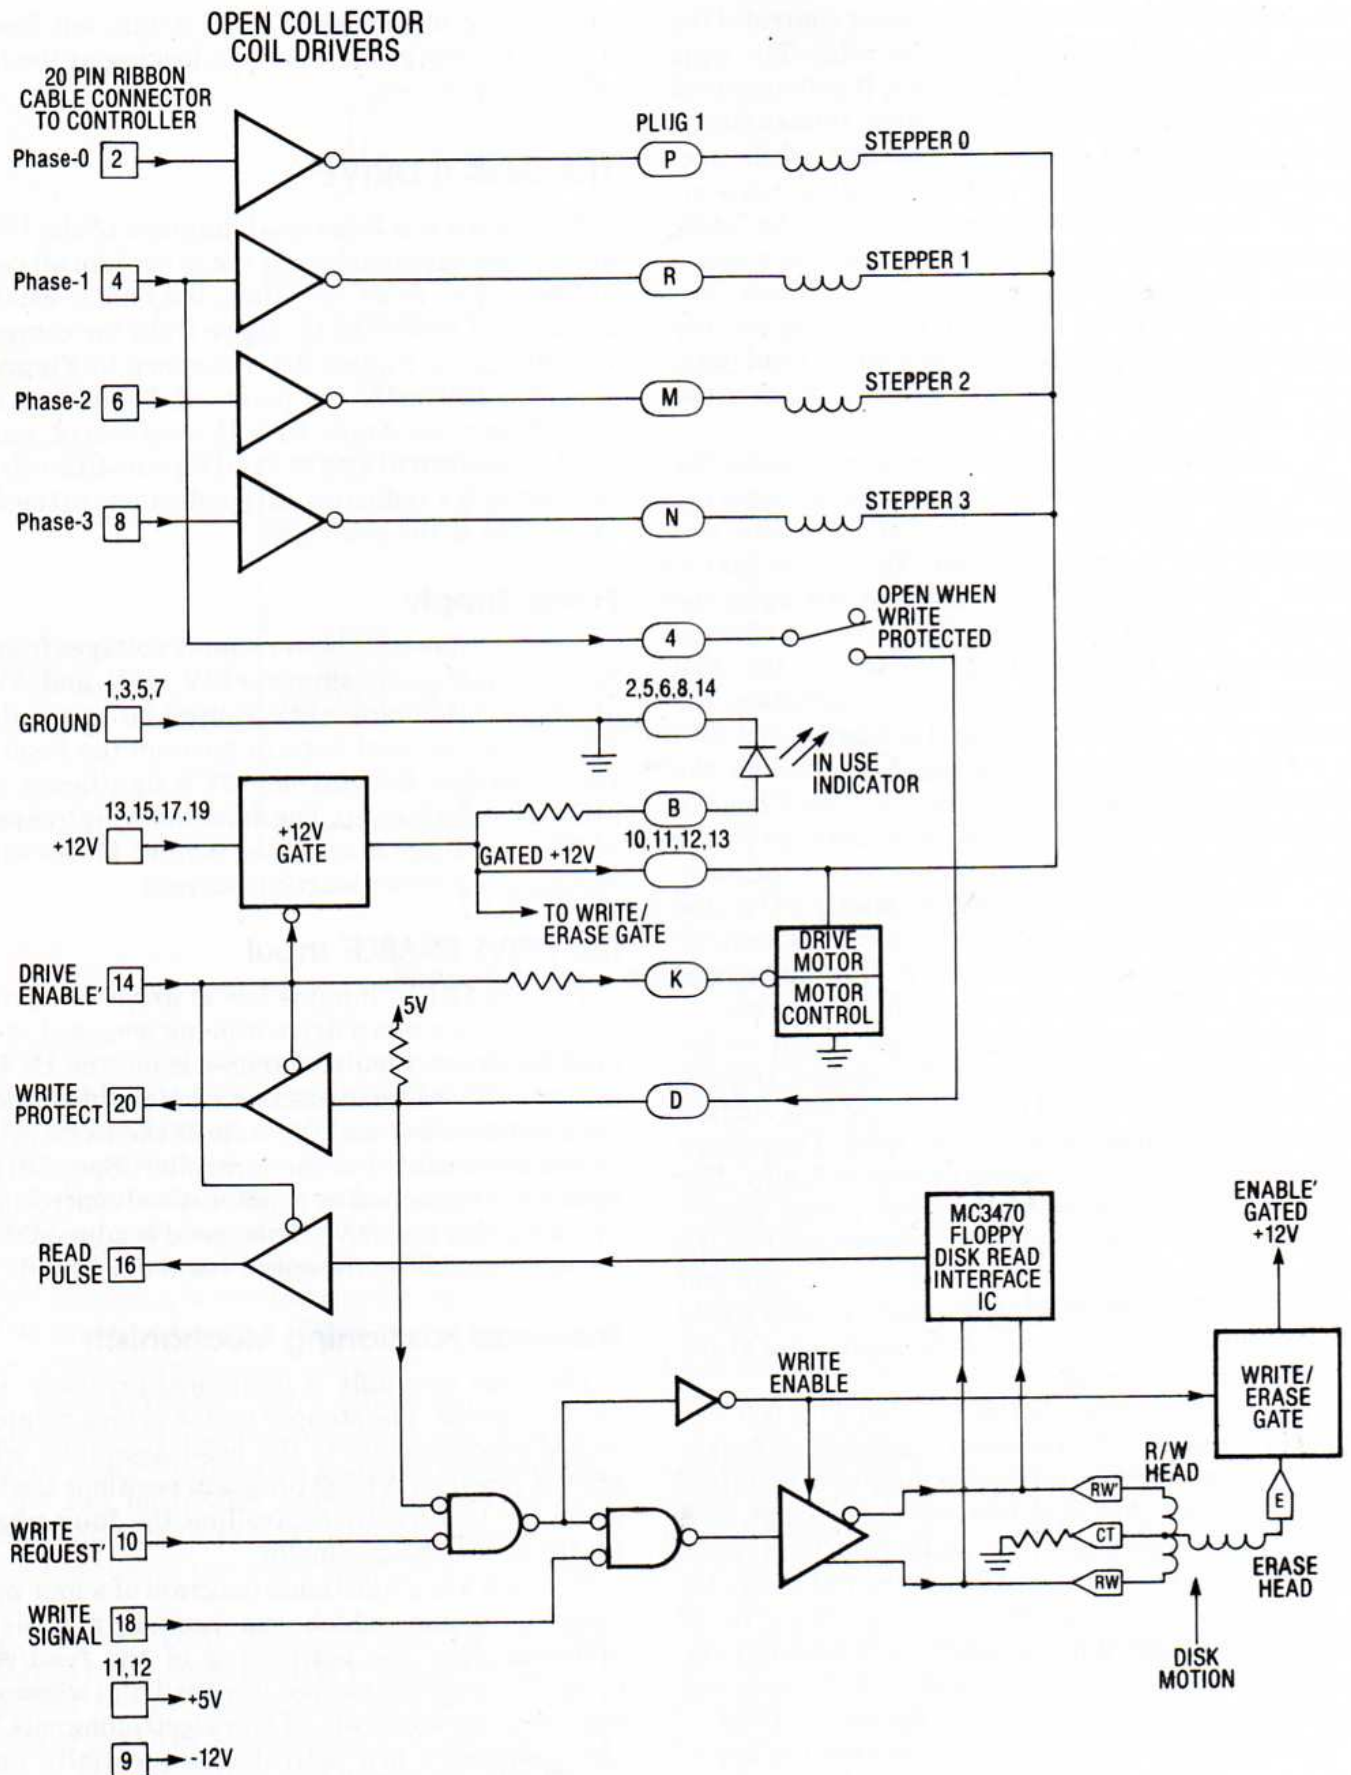 OPEN COLLECTOR
COIL DRIVERS
20 PIN RIBBON
CABLE CONNECTOR
TO CONTROLLER
PLUG 1
Phase-0 2 P STEPPER 0
Phase-1 4 R STEPPER 1
Phase-2 6 M STEPPER 2
Phase-3 8 N STEPPER 3
4
OPEN WHEN
WRITE
PROTECTED
1,3,5,7
GROUND
2,5,6,8,14
IN USE
INDICATOR
B
13,15,17,19
+12V
+12V
GATE
GATED +12V
10,11,12,13
TO WRITE/
ERASE GATE
DRIVE
ENABLE'
14
K
DRIVE
MOTOR
MOTOR
CONTROL
5V
WRITE
PROTECT
20
D
READ
PULSE
16
MC3470
FLOPPY
DISK READ
INTERFACE
IC
ENABLE'
GATED
+12V
WRITE
ENABLE
WRITE/
ERASE
GATE
R/W
HEAD
RW'
E
CT
RW
ERASE
HEAD
WRITE
REQUEST'
10
WRITE
SIGNAL
18
DISK
MOTION
11,12
+5V
9
-12V